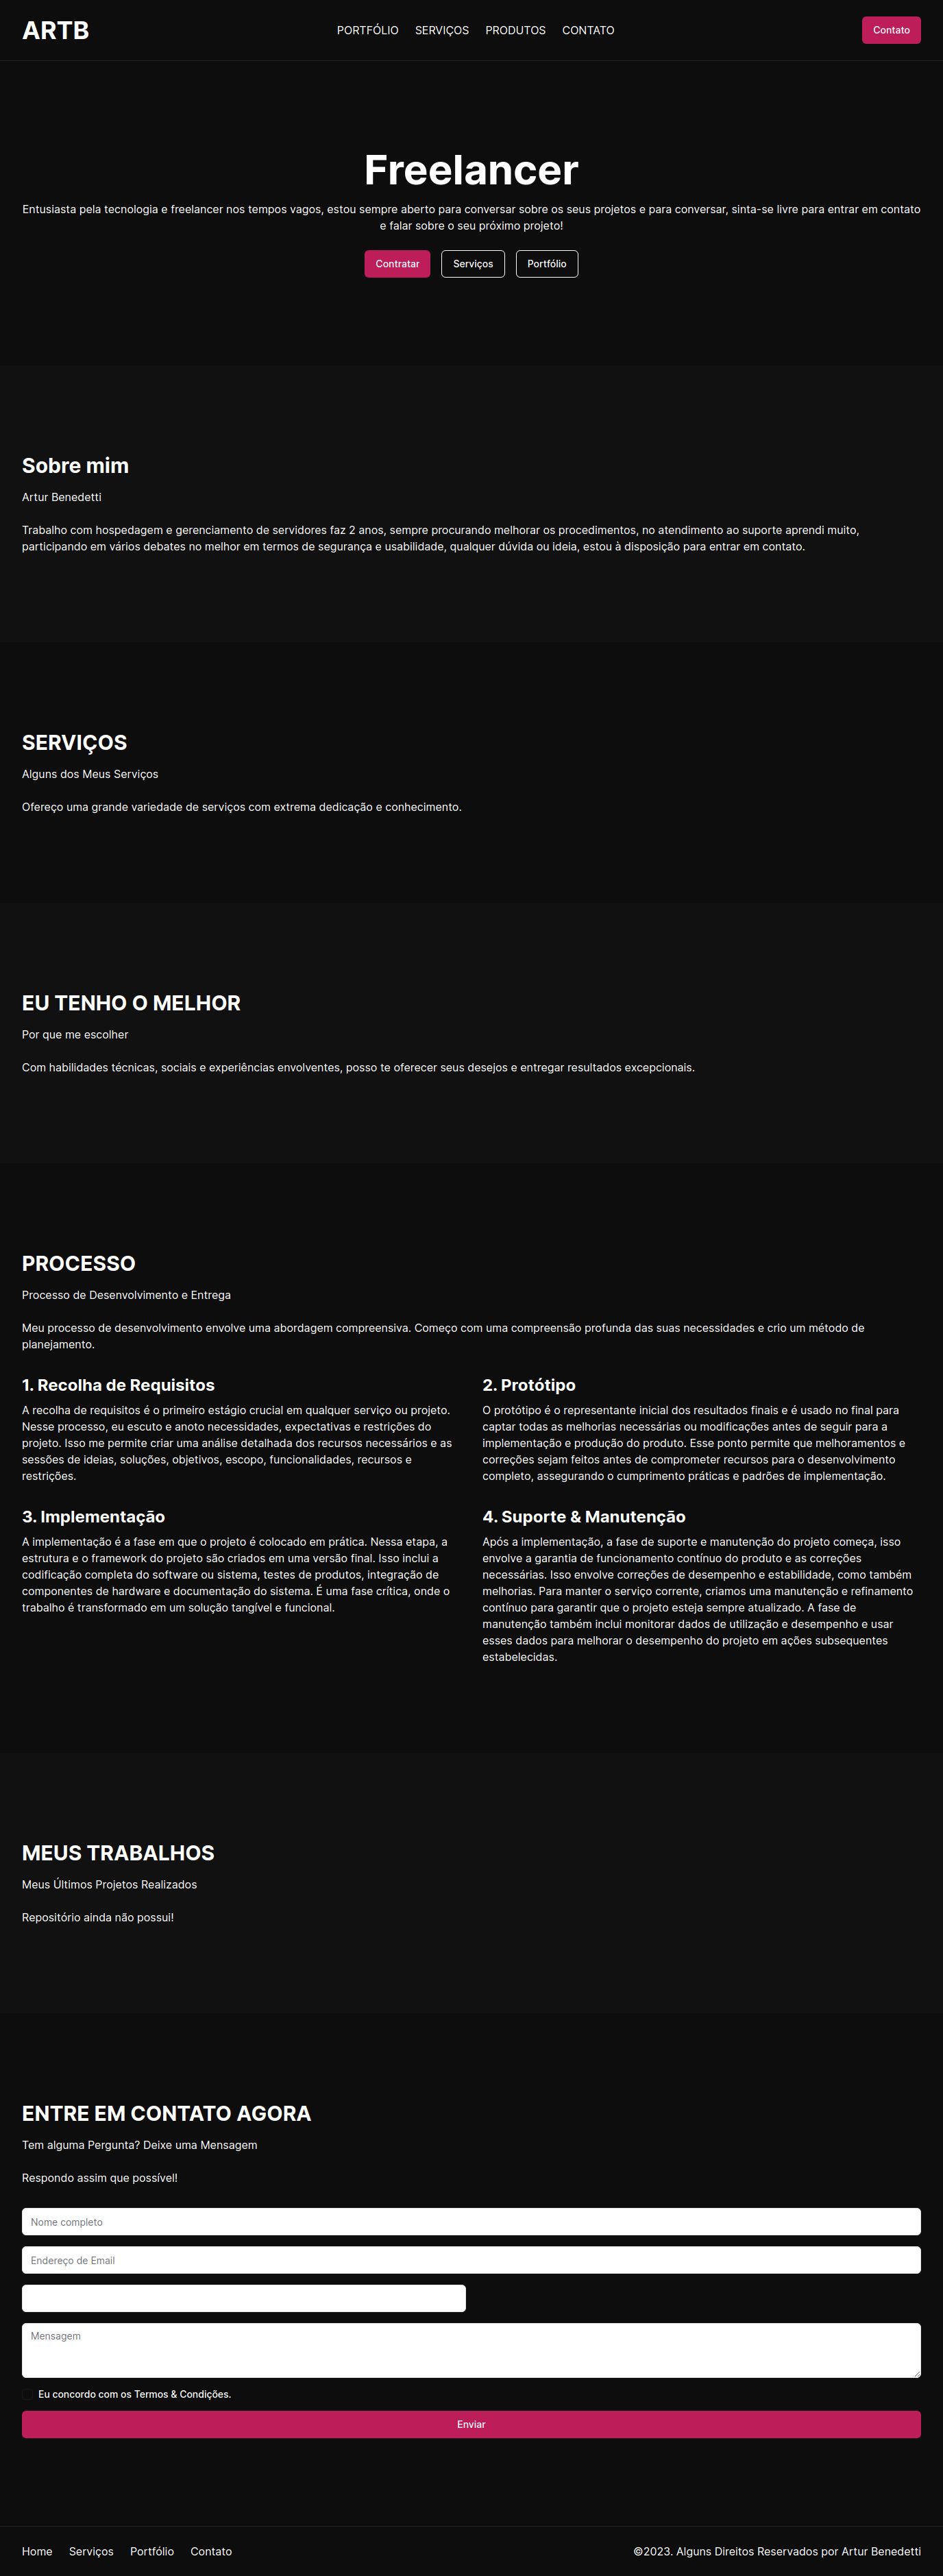 ARTB
PORTFÓLIO SERVIÇOS PRODUTOS CONTATO
Contato
Freelancer
Entusiasta pela tecnologia e freelancer nos tempos vagos, estou sempre aberto para conversar sobre os seus projetos e para conversar, sinta-se livre para entrar em contato
e falar sobre o seu próximo projeto!
Contratar Serviços Portfólio
Sobre mim
Artur Benedetti
Trabalho com hospedagem e gerenciamento de servidores faz 2 anos, sempre procurando melhorar os procedimentos, no atendimento ao suporte aprendi muito,
participando em vários debates no melhor em termos de segurança e usabilidade, qualquer dúvida ou ideia, estou à disposição para entrar em contato.
SERVIÇOS
Alguns dos Meus Serviços
Ofereço uma grande variedade de serviços com extrema dedicação e conhecimento.
EU TENHO O MELHOR
Por que me escolher
Com habilidades técnicas, sociais e experiências envolventes, posso te oferecer seus desejos e entregar resultados excepcionais.
PROCESSO
Processo de Desenvolvimento e Entrega
Meu processo de desenvolvimento envolve uma abordagem compreensiva. Começo com uma compreensão profunda das suas necessidades e crio um método de
planejamento.
1. Recolha de Requisitos
A recolha de requisitos é o primeiro estágio crucial em qualquer serviço ou projeto.
Nesse processo, eu escuto e anoto necessidades, expectativas e restrições do
projeto. Isso me permite criar uma análise detalhada dos recursos necessários e as
sessões de ideias, soluções, objetivos, escopo, funcionalidades, recursos e
restrições.
2. Protótipo
O protótipo é o representante inicial dos resultados finais e é usado no final para
captar todas as melhorias necessárias ou modificações antes de seguir para a
implementação e produção do produto. Esse ponto permite que melhoramentos e
correções sejam feitos antes de comprometer recursos para o desenvolvimento
completo, assegurando o cumprimento práticas e padrões de implementação.
3. Implementação
A implementação é a fase em que o projeto é colocado em prática. Nessa etapa, a
estrutura e o framework do projeto são criados em uma versão final. Isso inclui a
codificação completa do software ou sistema, testes de produtos, integração de
componentes de hardware e documentação do sistema. É uma fase crítica, onde o
trabalho é transformado em um solução tangível e funcional.
4. Suporte & Manutenção
Após a implementação, a fase de suporte e manutenção do projeto começa, isso
envolve a garantia de funcionamento contínuo do produto e as correções
necessárias. Isso envolve correções de desempenho e estabilidade, como também
melhorias. Para manter o serviço corrente, criamos uma manutenção e refinamento
contínuo para garantir que o projeto esteja sempre atualizado. A fase de
manutenção também inclui monitorar dados de utilização e desempenho e usar
esses dados para melhorar o desempenho do projeto em ações subsequentes
estabelecidas.
MEUS TRABALHOS
Meus Últimos Projetos Realizados
Repositório ainda não possui!
ENTRE EM CONTATO AGORA
Tem alguma Pergunta? Deixe uma Mensagem
Respondo assim que possível!
Nome completo
Endereço de Email
Mensagem
Eu concordo com os Termos & Condições.
Enviar
Home Serviços Portfólio Contato
©2023. Alguns Direitos Reservados por Artur Benedetti